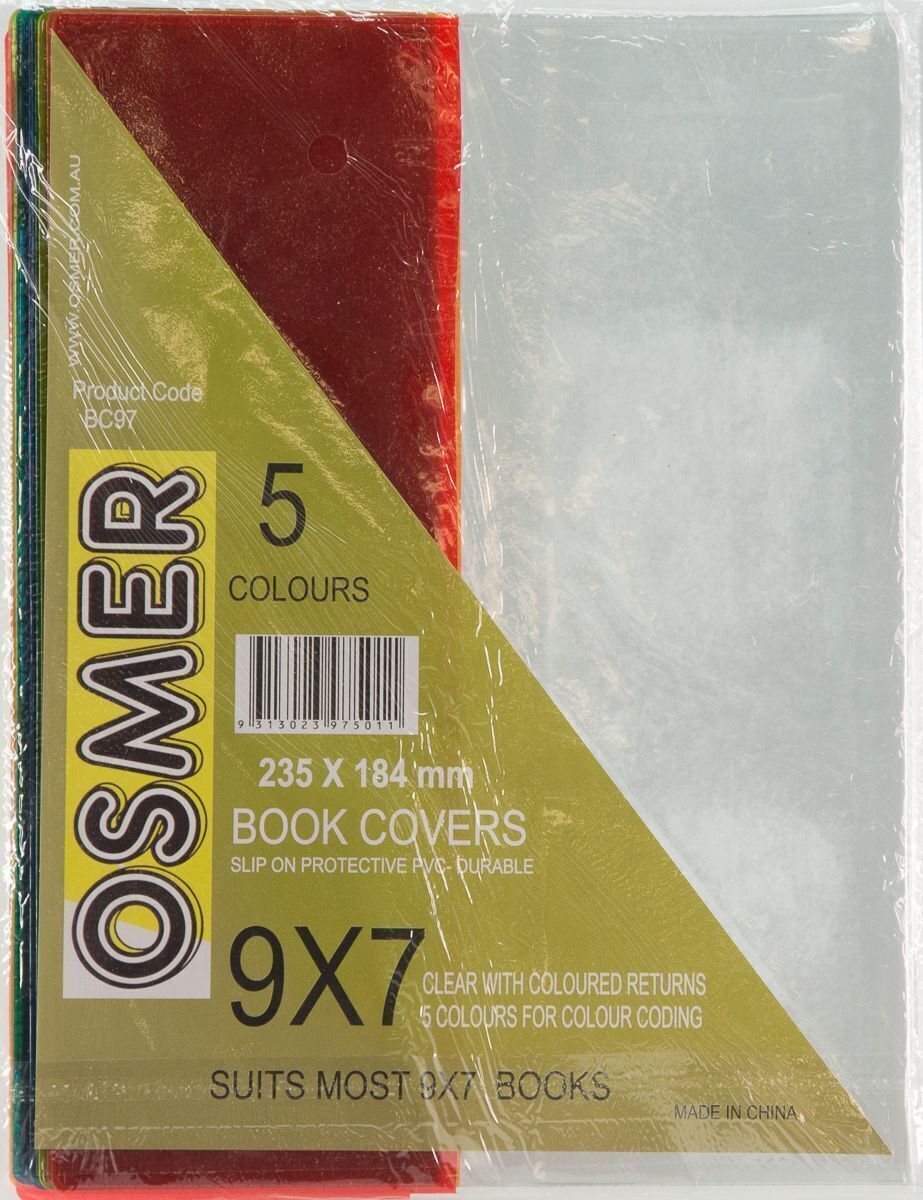 WWW.OSMER.COM.AU
Product Code
BC97
OSMER
5
COLOURS
9 313023 975011
235 X 184 mm
BOOK COVERS
SLIP ON PROTECTIVE PVC- DURABLE
9X7
CLEAR WITH COLOURED RETURNS
5 COLOURS FOR COLOUR CODING
SUITS MOST 9X7 BOOKS
MADE IN CHINA